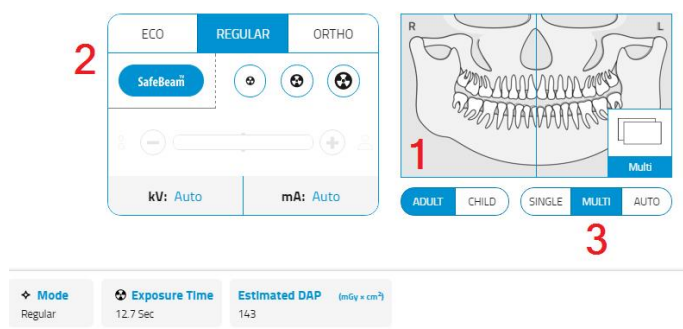 ECO REGULAR ORTHO
2
SafeBeam™
kV: Auto mA: Auto
R L
1
Multi
ADULT CHILD SINGLE MULTI AUTO
3
Mode Exposure Time Estimated DAP (mGy × cm²)
Regular 12.7 Sec 143